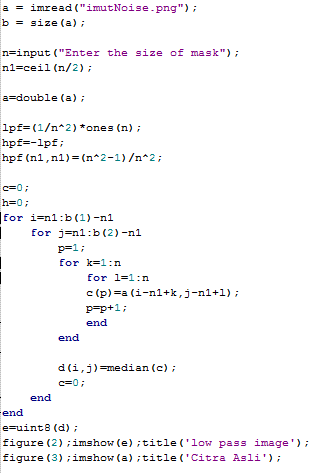 a = imread("imutNoise.png");
b = size(a);
n=input("Enter the size of mask");
n1=ceil(n/2);
a=double(a);
lpf=(1/n^2)*ones(n);
hpf=-lpf;
hpf(n1,n1)=(n^2-1)/n^2;
c=0;
h=0;
for i=n1:b(1)-n1
for j=n1:b(2)-n1
p=1;
for k=1:n
for l=1:n
c(p)=a(i-n1+k,j-n1+l);
p=p+1;
end
end
d(i,j)=median(c);
c=0;
end
end
e=uint8(d);
figure(2);imshow(e);title('low pass image');
figure(3);imshow(a);title('Citra Asli');